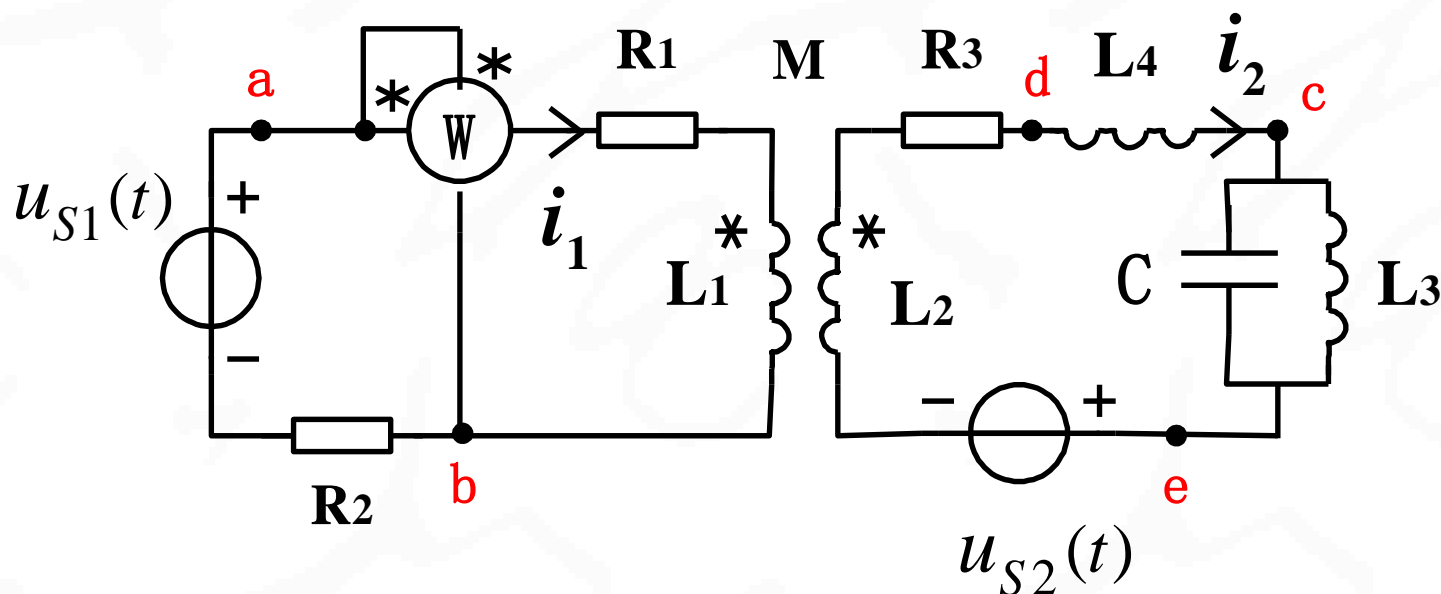 R1
M
R3
L4
i2
a
*
*
W
d
c
uS1(t)
+
i1
*
*
L1
L2
C
L3
−
−
+
R2
b
e
uS2(t)